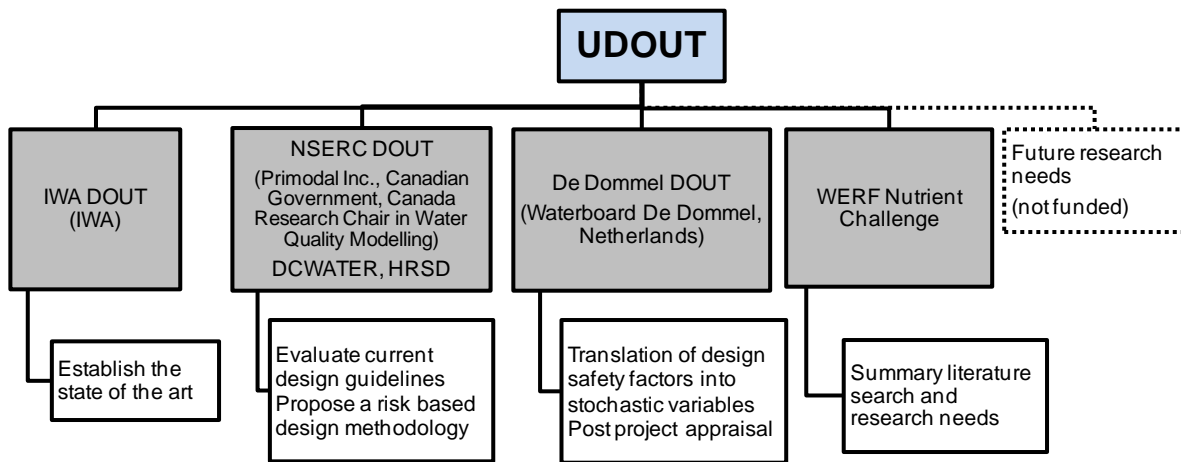 UDOUT
IWA DOUT
(IWA)
NSERC DOUT
(Primodal Inc., Canadian
Government, Canada
Research Chair in Water
Quality Modelling)
DCWATER, HRSD
De Dommel DOUT
(Waterboard De Dommel,
Netherlands)
WERF Nutrient
Challenge
Future research
needs
(not funded)
Establish the
state of the art
Evaluate current
design guidelines
Propose a risk based
design methodology
Translation of design
safety factors into
stochastic variables
Post project appraisal
Summary literature
search and
research needs